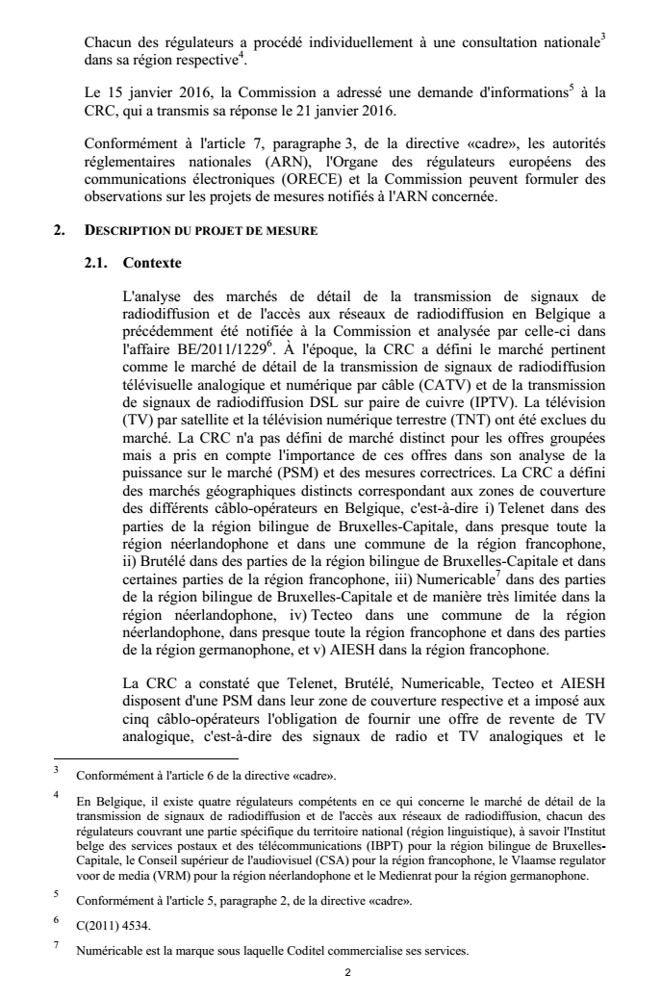 Chacun des régulateurs a procédé individuellement à une consultation nationale3
dans sa région respective4.
Le 15 janvier 2016, la Commission a adressé une demande d'informations5 à la
CRC, qui a transmis sa réponse le 21 janvier 2016.
Conformément à l'article 7, paragraphe 3, de la directive «cadre», les autorités
réglementaires nationales (ARN), l'Organe des régulateurs européens des
communications électroniques (ORECE) et la Commission peuvent formuler des
observations sur les projets de mesures notifiés à l'ARN concernée.
2. DESCRIPTION DU PROJET DE MESURE
2.1. Contexte
L'analyse des marchés de détail de la transmission de signaux de
radiodiffusion et de l'accès aux réseaux de radiodiffusion en Belgique a
précédemment été notifiée à la Commission et analysée par celle-ci dans
l'affaire BE/2011/12296. À l'époque, la CRC a défini le marché pertinent
comme le marché de détail de la transmission de signaux de radiodiffusion
télévisuelle analogique et numérique par câble (CATV) et de la transmission
de signaux de radiodiffusion DSL sur paire de cuivre (IPTV). La télévision
(TV) par satellite et la télévision numérique terrestre (TNT) ont été exclues du
marché. La CRC n'a pas défini de marché distinct pour les offres groupées
mais a pris en compte l'importance de ces offres dans son analyse de la
puissance sur le marché (PSM) et des mesures correctrices. La CRC a défini
des marchés géographiques distincts correspondant aux zones de couverture
des différents câblo-opérateurs en Belgique, c'est-à-dire i) Telenet dans des
parties de la région bilingue de Bruxelles-Capitale, dans presque toute la
région néerlandophone et dans une commune de la région francophone,
ii) Brutélé dans des parties de la région bilingue de Bruxelles-Capitale et dans
certaines parties de la région francophone, iii) Numericable7 dans des parties
de la région bilingue de Bruxelles-Capitale et de manière très limitée dans la
région néerlandophone, iv) Tecteo dans une commune de la région
néerlandophone, dans presque toute la région francophone et dans des parties
de la région germanophone, et v) AIESH dans la région francophone.
La CRC a constaté que Telenet, Brutélé, Numericable, Tecteo et AIESH
disposent d'une PSM dans leur zone de couverture respective et a imposé aux
cinq câblo-opérateurs l'obligation de fournir une offre de revente de TV
analogique, c'est-à-dire des signaux de radio et TV analogiques et le
3 Conformément à l'article 6 de la directive «cadre».
4 En Belgique, il existe quatre régulateurs compétents en ce qui concerne le marché de détail de la
transmission de signaux de radiodiffusion et de l'accès aux réseaux de radiodiffusion, chacun des
régulateurs couvrant une partie spécifique du territoire national (région linguistique), à savoir l'Institut
belge des services postaux et des télécommunications (IBPT) pour la région bilingue de Bruxelles-
Capitale, le Conseil supérieur de l'audiovisuel (CSA) pour la région francophone, le Vlaamse regulator
voor de media (VRM) pour la région néerlandophone et le Medienrat pour la région germanophone.
5 Conformément à l'article 5, paragraphe 2, de la directive «cadre».
6 C(2011) 4534.
7 Numéricable est la marque sous laquelle Coditel commercialise ses services.
2